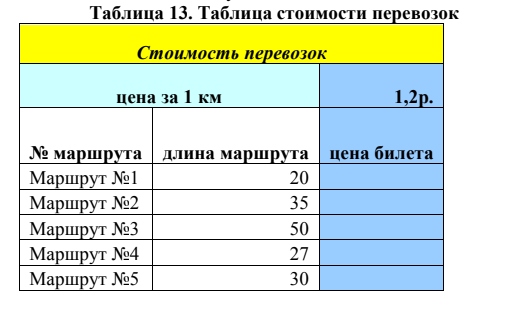 Таблица 13. Таблица стоимости перевозок
Стоимость перевозок
цена за 1 км 1,2р.
№ маршрута длина маршрута цена билета
Маршрут №1 20
Маршрут №2 35
Маршрут №3 50
Маршрут №4 27
Маршрут №5 30